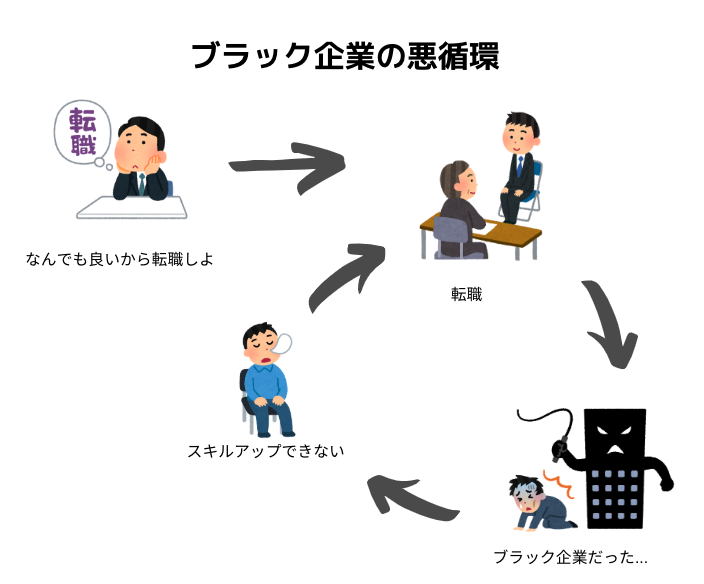 ブラック企業の悪循環
転
職
なんでも良いから転職しよ
転職
スキルアップできない
ブラック企業だった...